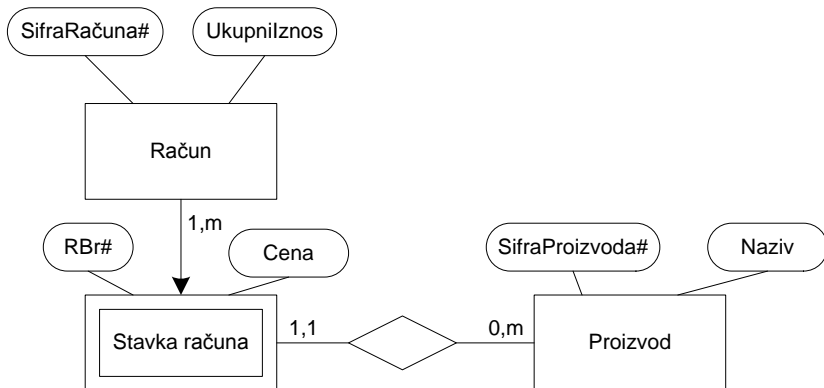 SifraRačuna#
UkupniIznos
Račun
1,m
RBr#
Cena
SifraProizvoda#
Naziv
Stavka računa
1,1
0,m
Proizvod